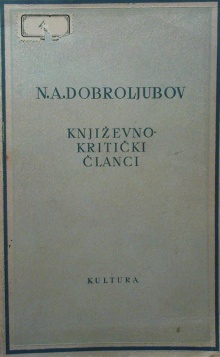 N.A.DOBROLJUBOV
KNJIŽEVNO-
KRITIČKI
ČLANCI
KULTURA